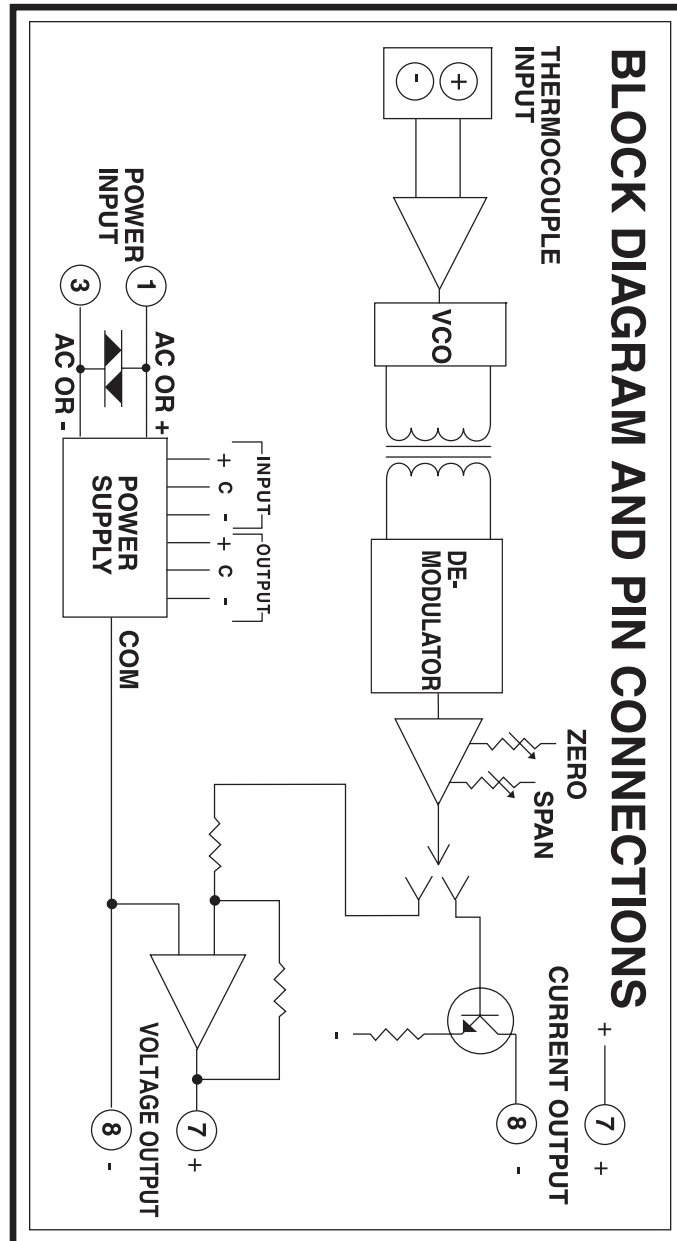 BLOCK DIAGRAM AND PIN CONNECTIONS
THERMOCOUPLE
INPUT
+
-
VCO
DE-
MODULATOR
ZERO
SPAN
CURRENT OUTPUT
+
7
+
8
-
-
POWER
INPUT
1
3
AC OR +
AC OR -
POWER
SUPPLY
INPUT
OUTPUT
+ C - + C -
COM
VOLTAGE OUTPUT
7
+
8
-